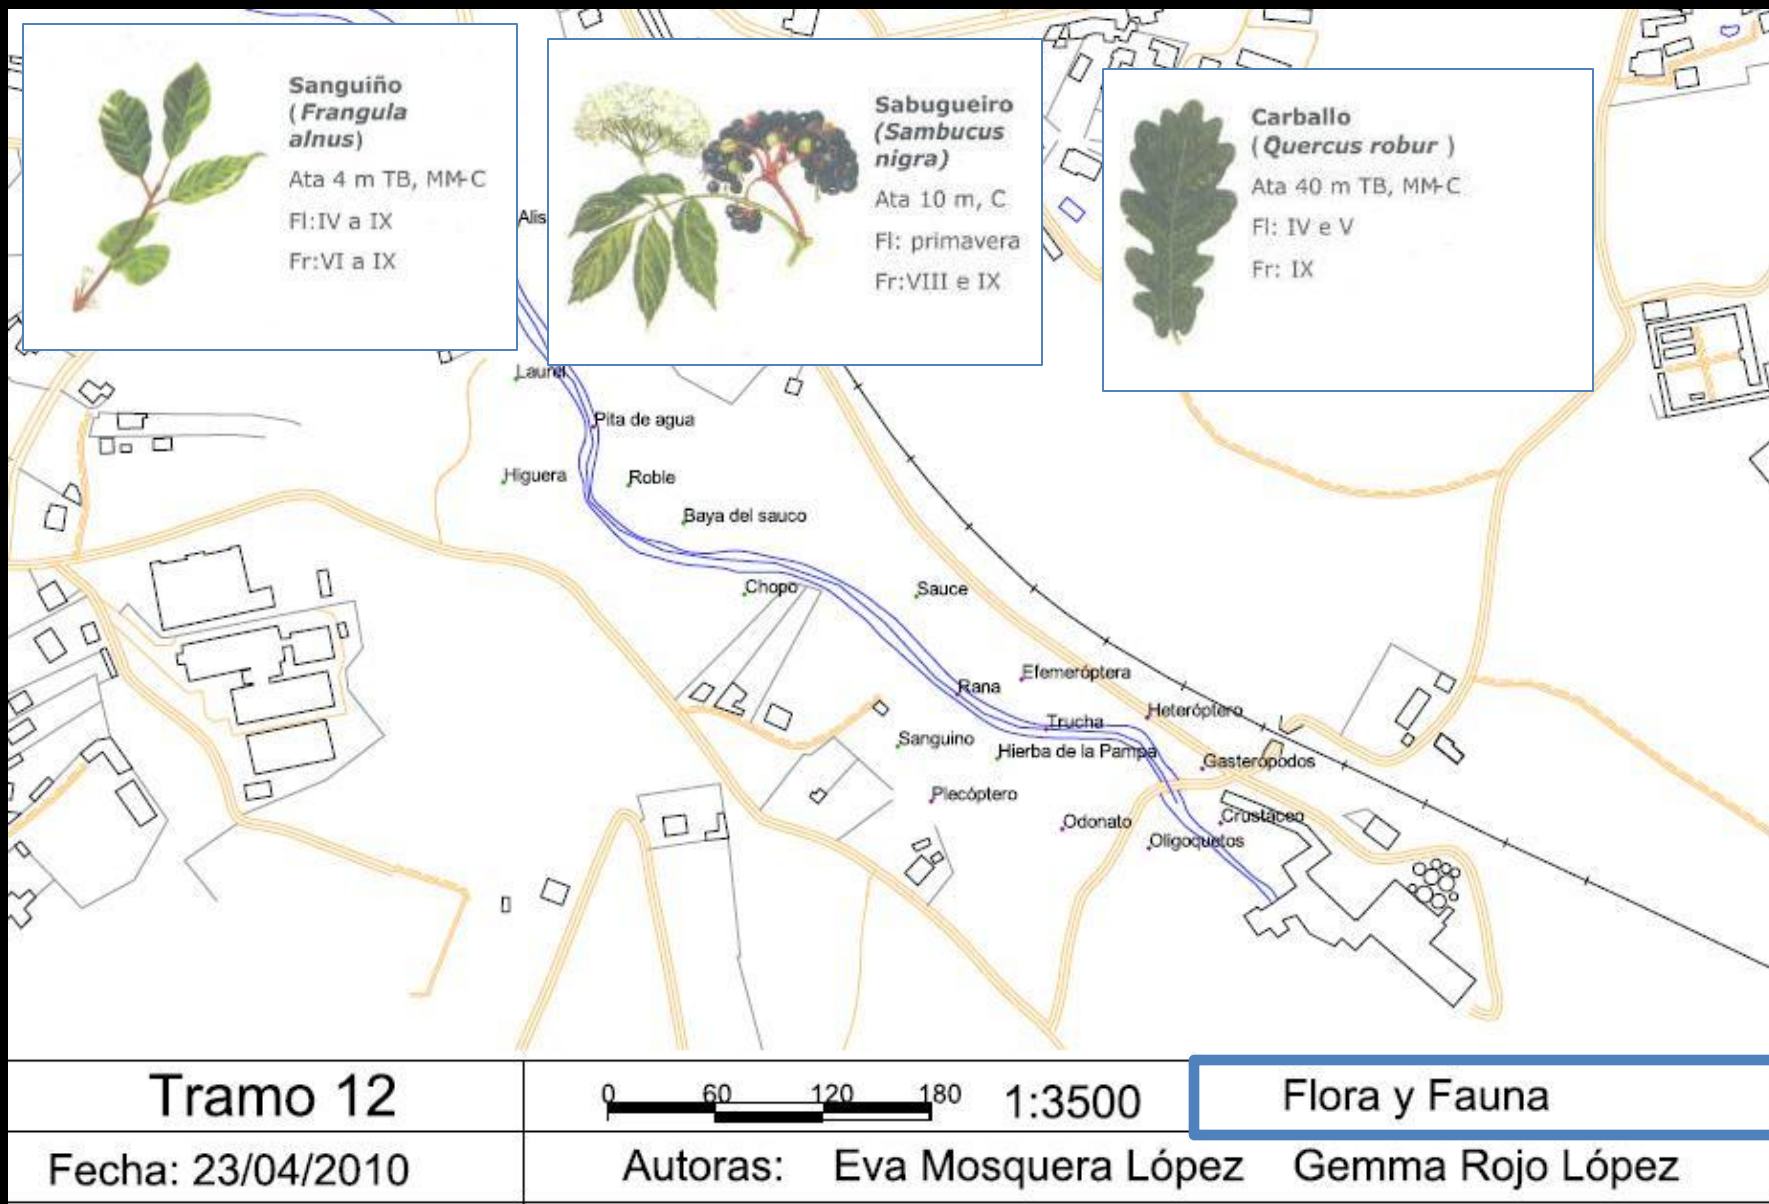 Sanguiño
(Frangula
alnus)
Ata 4 m TB, MM-C
Fl:IV a IX
Fr:VI a IX
Sabugueiro
(Sambucus
nigra)
Ata 10 m, C
Fl: primavera
Fr:VIII e IX
Carballo
(Quercus robur )
Ata 40 m TB, MM-C
Fl: IV e V
Fr: IX
Alis
Laurel
Pita de agua
Higuera
Roble
Baya del sauco
Chopo
Sauce
Efemeróptera
Rana
Heteróptero
Trucha
Sanguino
Hierba de la Pampa
Gasterópodos
Plecóptero
Odonato
Crustáceo
Oligoquetos
Tramo 12
0 60 120 180 1:3500
Flora y Fauna
Fecha: 23/04/2010
Autoras: Eva Mosquera López Gemma Rojo López